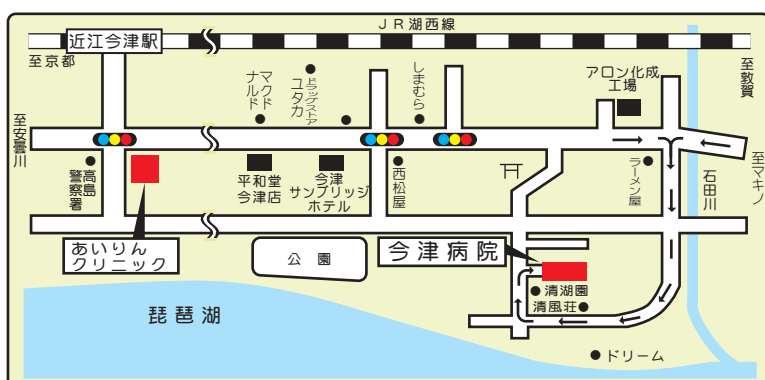 JR湖西線
近江今津駅
至京都
至敦賀
マクド
ナルド
ドラッグストア
ユタカ
しまむら
アロン化成
工場
至安曇川
至マキノ
高島
警察署
平和堂
今津店
今津
サンブリッジ
ホテル
西松屋
ラーメン屋
石田川
あいりん
クリニック
公園
今津病院
清湖園
清風荘
琵琶湖
ドリーム